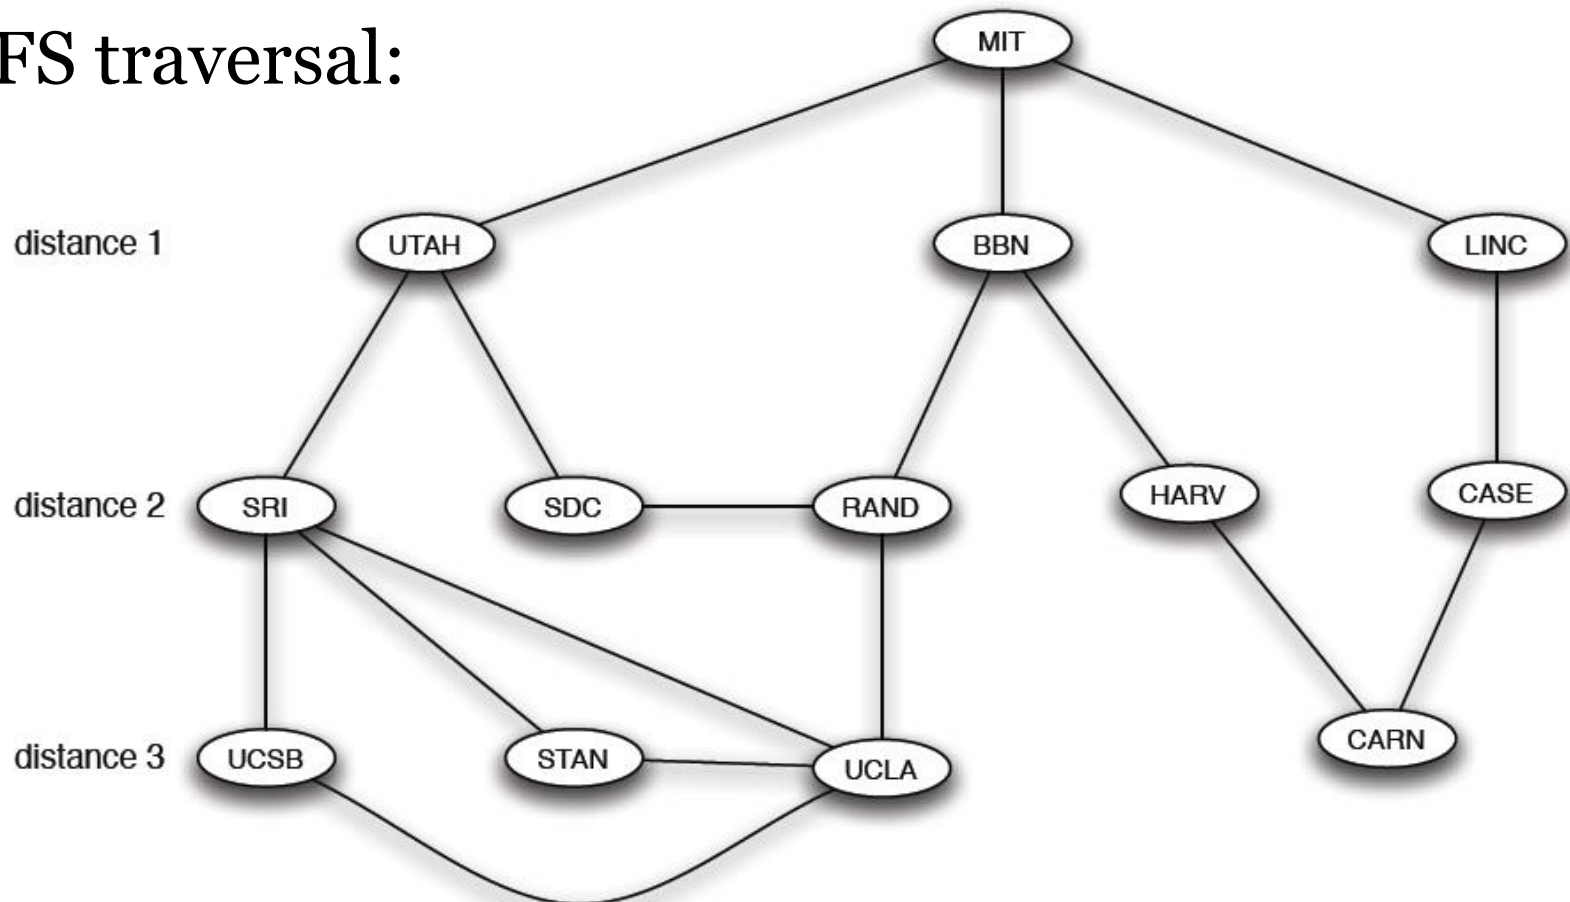 FS traversal:
MIT
distance 1
UTAH
BBN
LINC
distance 2
SRI
SDC
RAND
HARV
CASE
distance 3
UCSB
STAN
UCLA
CARN